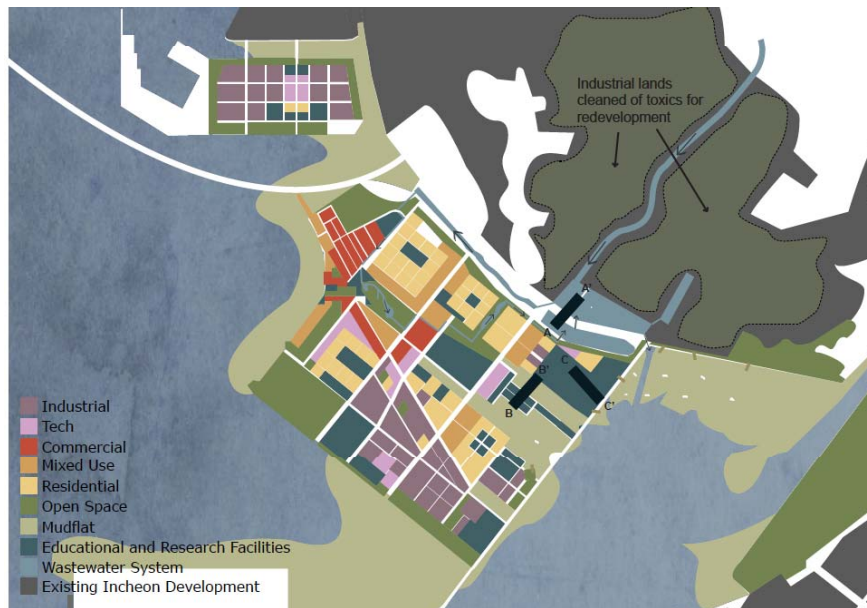 Industrial lands
cleaned of toxics for
redevelopment
A'
A
B'
B
C
C'
Industrial
Tech
Commercial
Mixed Use
Residential
Open Space
Mudflat
Educational and Research Facilities
Wastewater System
Existing Incheon Development